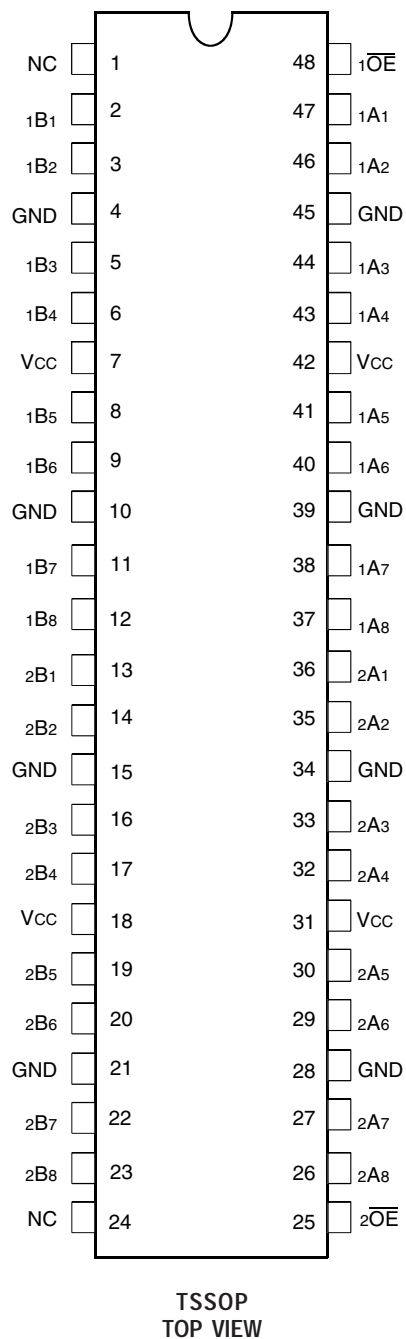 NC 1 48 1OE
1B1 2 47 1A1
1B2 3 46 1A2
GND 4 45 GND
1B3 5 44 1A3
1B4 6 43 1A4
VCC 7 42 VCC
1B5 8 41 1A5
1B6 9 40 1A6
GND 10 39 GND
1B7 11 38 1A7
1B8 12 37 1A8
2B1 13 36 2A1
2B2 14 35 2A2
GND 15 34 GND
2B3 16 33 2A3
2B4 17 32 2A4
VCC 18 31 VCC
2B5 19 30 2A5
2B6 20 29 2A6
GND 21 28 GND
2B7 22 27 2A7
2B8 23 26 2A8
NC 24 25 2OE
TSSOP
TOP VIEW